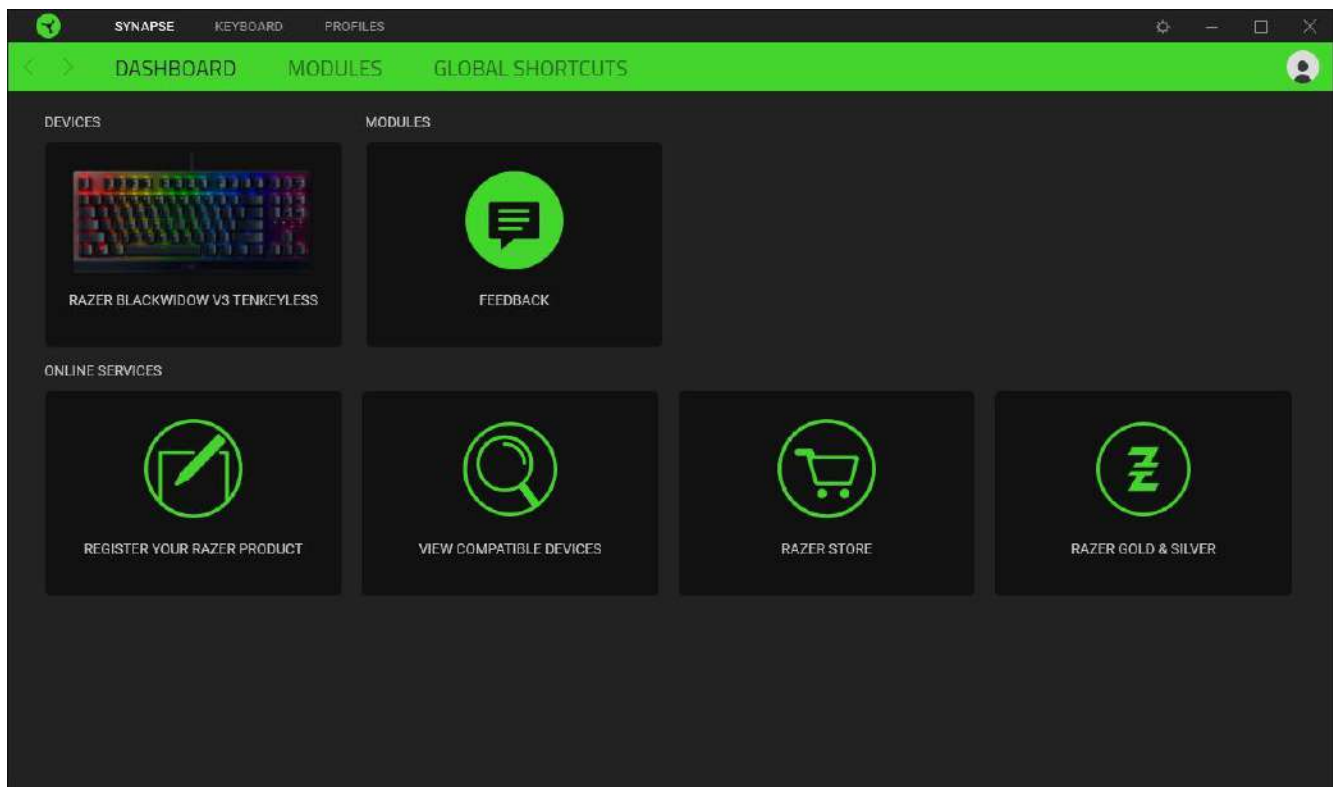 SYNAPSE KEYBOARD PROFILES
DASHBOARD MODULES GLOBAL SHORTCUTS
DEVICES MODULES
RAZER BLACKWIDOW V3 TENKEYLESS FEEDBACK
ONLINE SERVICES
REGISTER YOUR RAZER PRODUCT VIEW COMPATIBLE DEVICES RAZER STORE RAZER GOLD & SILVER